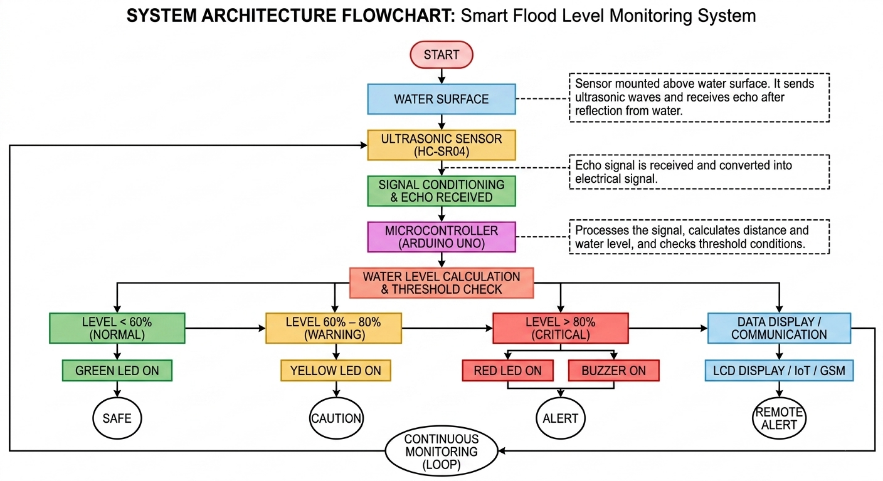 SYSTEM ARCHITECTURE FLOWCHART: Smart Flood Level Monitoring System
START
WATER SURFACE
Sensor mounted above water surface. It sends
ultrasonic waves and receives echo after
reflection from water.
ULTRASONIC SENSOR
(HC-SR04)
Echo signal is received and converted into
electrical signal.
SIGNAL CONDITIONING
& ECHO RECEIVED
MICROCONTROLLER
(ARDUINO UNO)
Processes the signal, calculates distance and
water level, and checks threshold conditions.
WATER LEVEL CALCULATION
& THRESHOLD CHECK
LEVEL < 60%
(NORMAL)
LEVEL 60% – 80%
(WARNING)
LEVEL > 80%
(CRITICAL)
DATA DISPLAY /
COMMUNICATION
GREEN LED ON
YELLOW LED ON
RED LED ON
BUZZER ON
LCD DISPLAY / IoT / GSM
SAFE
CAUTION
ALERT
REMOTE
ALERT
CONTINUOUS
MONITORING
(LOOP)